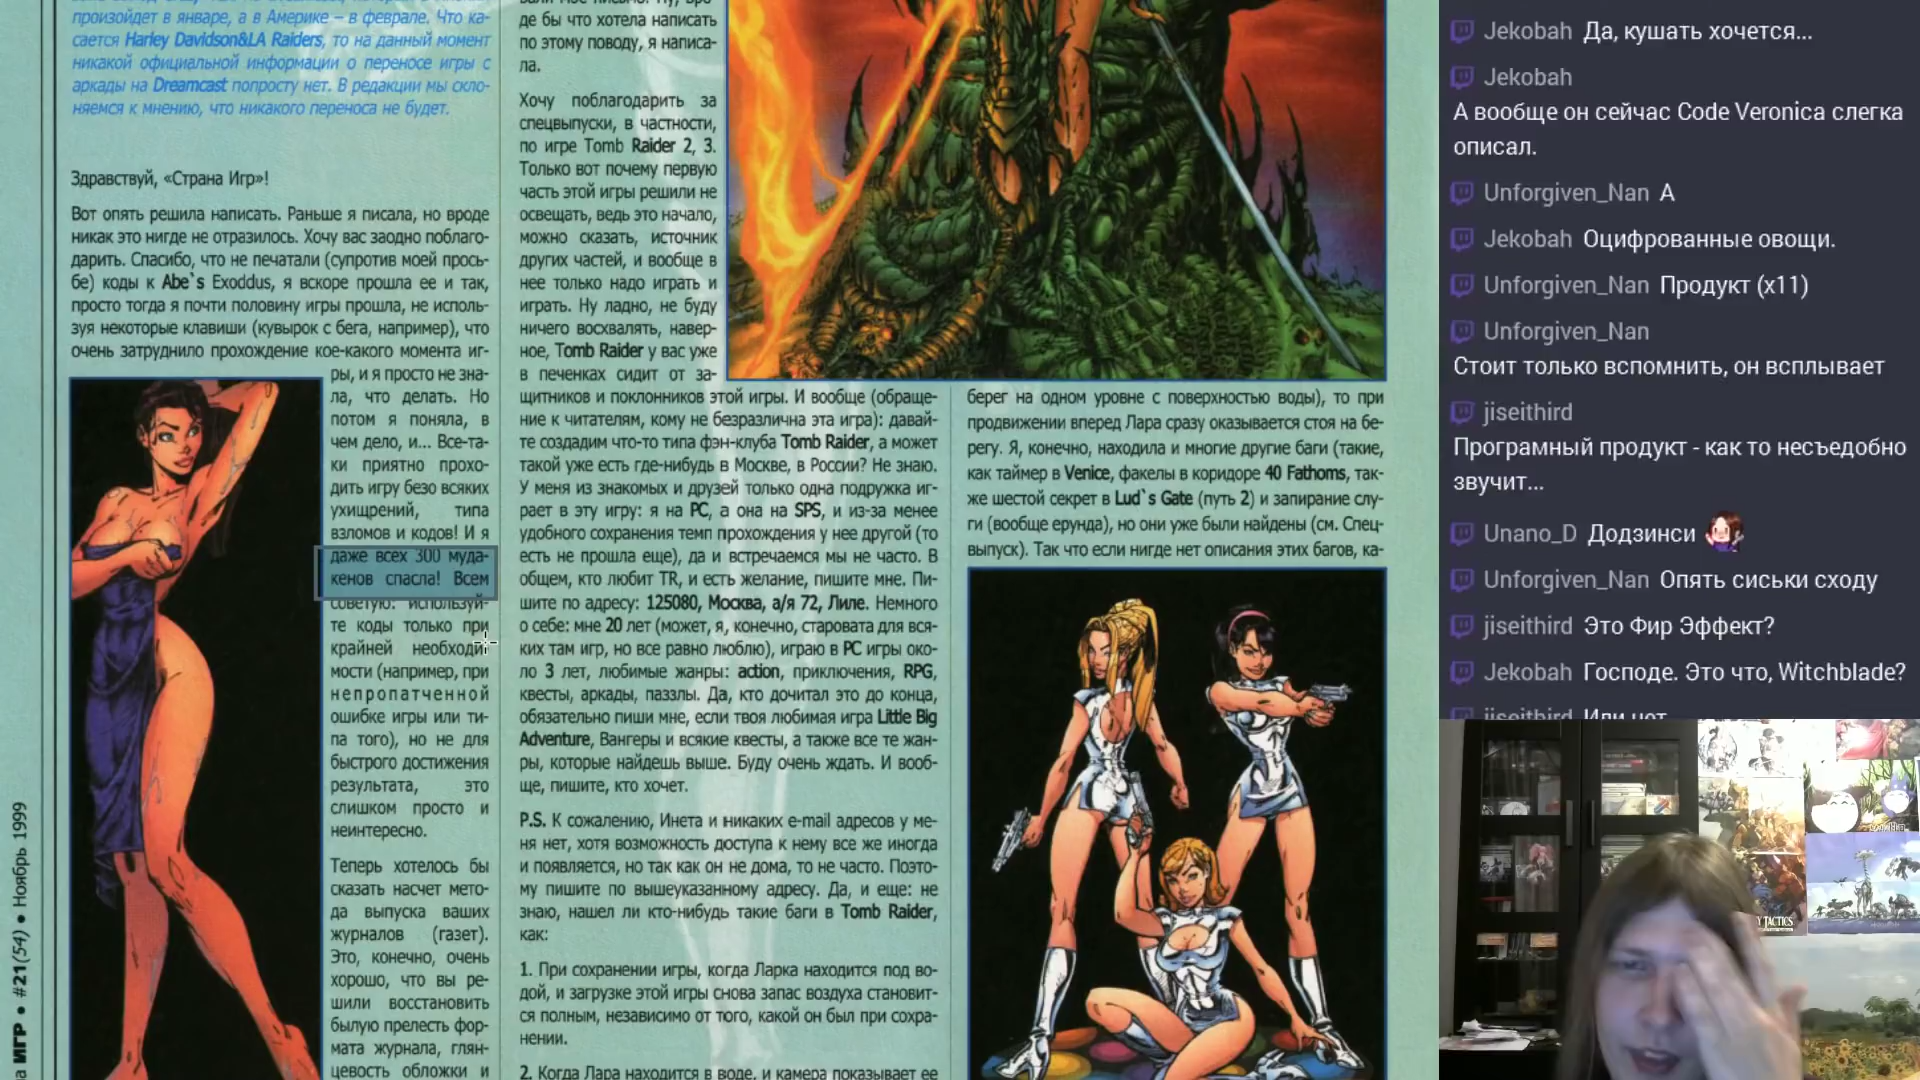 произойдет в январе, а в Америке – в феврале. Что ка-
сается Harley Davidson&LA Raiders, то на данный момент
никакой официальной информации о переносе игры с
аркады на Dreamcast попросту нет. В редакции мы скло-
няемся к мнению, что никакого переноса не будет.
Здравствуй, «Страна Игр»!
Вот опять решила написать. Раньше я писала, но вроде
никак это нигде не отразилось. Хочу вас заодно поблаго-
дарить. Спасибо, что не печатали (супротив моей прось-
бе) коды к Abe`s Exoddus, я вскоре прошла ее и так,
просто тогда я почти половину игры прошла, не исполь-
зуя некоторые клавиши (кувырок с бега, например), что
очень затруднило прохождение кое-какого момента иг-
ры, и я просто не зна-
ла, что делать. Но
потом я поняла, в
чем дело, и... Все-та-
ки приятно прохо-
дить игру безо всяких
ухищрений, типа
взломов и кодов! И я
даже всех 300 муда-
кенов спасла! Всем
советую: используй-
те коды только при
крайней необходи-
мости (например, при
непропатченной
ошибке игры или ти-
па того), но не для
быстрого достижения
результата, это
слишком просто и
неинтересно.
Теперь хотелось бы
сказать насчет мето-
да выпуска ваших
журналов (газет).
Это, конечно, очень
хорошо, что вы ре-
шили восстановить
былую прелесть фор-
мата журнала, глян-
цевость обложки и
де бы что хотела написать
по этому поводу, я написа-
ла.
Хочу поблагодарить за
спецвыпуски, в частности,
по игре Tomb Raider 2, 3.
Только вот почему первую
часть этой игры решили не
освещать, ведь это начало,
можно сказать, источник
других частей, и вообще в
нее только надо играть и
играть. Ну ладно, не буду
ничего восхвалять, навер-
ное, Tomb Raider у вас уже
в печенках сидит от за-
щитников и поклонников этой игры. И вообще (обраще-
ние к читателям, кому не безразлична эта игра): давай-
те создадим что-то типа фэн-клуба Tomb Raider, а может
такой уже есть где-нибудь в Москве, в России? Не знаю.
У меня из знакомых и друзей только одна подружка иг-
рает в эту игру: я на PC, а она на SPS, и из-за менее
удобного сохранения темп прохождения у нее другой (то
есть не прошла еще), да и встречаемся мы не часто. В
общем, кто любит TR, и есть желание, пишите мне. Пи-
шите по адресу: 125080, Москва, а/я 72, Лиле. Немного
о себе: мне 20 лет (может, я, конечно, старовата для вся-
ких там игр, но все равно люблю), играю в PC игры око-
ло 3 лет, любимые жанры: action, приключения, RPG,
квесты, аркады, паззлы. Да, кто дочитал это до конца,
обязательно пиши мне, если твоя любимая игра Little Big
Adventure, Вангеры и всякие квесты, а также все те жан-
ры, которые найдешь выше. Буду очень ждать. И вооб-
ще, пишите, кто хочет.
P.S. К сожалению, Инета и никаких e-mail адресов у ме-
ня нет, хотя возможность доступа к нему все же иногда
и появляется, но так как он не дома, то не часто. Поэто-
му пишите по вышеуказанному адресу. Да, и еще: не
знаю, нашел ли кто-нибудь такие баги в Tomb Raider,
как:
1. При сохранении игры, когда Ларка находится под во-
дой, и загрузке этой игры снова запас воздуха становит-
ся полным, независимо от того, какой он был при сохра-
нении.
2. Когда Лара находится в воде, и камера показывает ее
берег на одном уровне с поверхностью воды), то при
продвижении вперед Лара сразу оказывается стоя на бе-
регу. Я, конечно, находила и многие другие баги (такие,
как таймер в Venice, факелы в коридоре 40 Fathoms, так-
же шестой секрет в Lud`s Gate (путь 2) и запирание слу-
ги (вообще ерунда), но они уже были найдены (см. Спец-
выпуск). Так что если нигде нет описания этих багов, ка-
ИГР • #21(54) • Ноябрь 1999
Jekobah Да, кушать хочется...
Jekobah
А вообще он сейчас Code Veronica слегка
описал.
Unforgiven_Nan А
Jekobah Оцифрованные овощи.
Unforgiven_Nan Продукт (x11)
Unforgiven_Nan
Стоит только вспомнить, он всплывает
jiseithird
Програмный продукт - как то несъедобно
звучит...
Unano_D Додзинси
Unforgiven_Nan Опять сиськи сходу
jiseithird Это Фир Эффект?
Jekobah Господе. Это что, Witchblade?
jiseithird Или нет
TACTICS